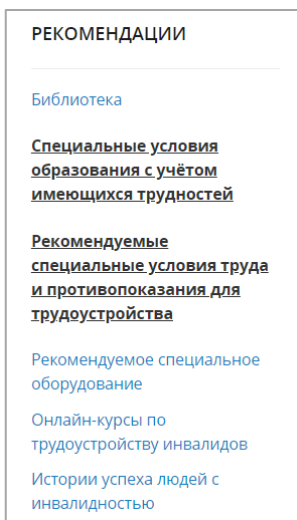 РЕКОМЕНДАЦИИ
Библиотека
Специальные условия
образования с учётом
имеющихся трудностей
Рекомендуемые
специальные условия труда
и противопоказания для
трудоустройства
Рекомендуемое специальное
оборудование
Онлайн-курсы по
трудоустройству инвалидов
Истории успеха людей с
инвалидностью